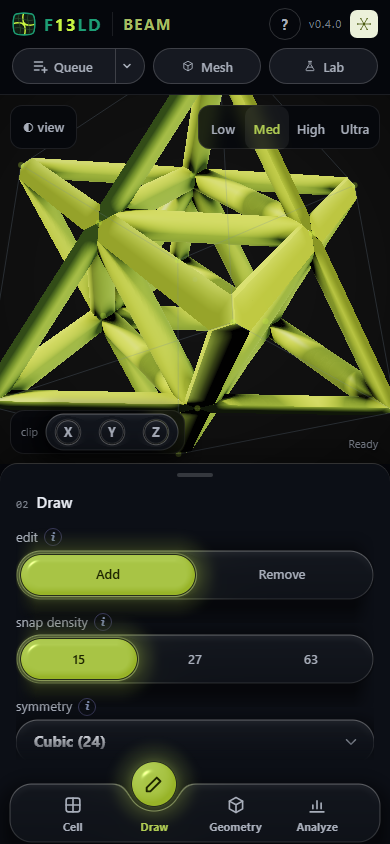 F13LD BEAM ? v0.4.0
Queue Mesh Lab
view Low Med High Ultra
clip X Y Z Ready
02 Draw
edit i
Add Remove
snap density i
15 27 63
symmetry i
Cubic (24)
Cell Draw Geometry Analyze